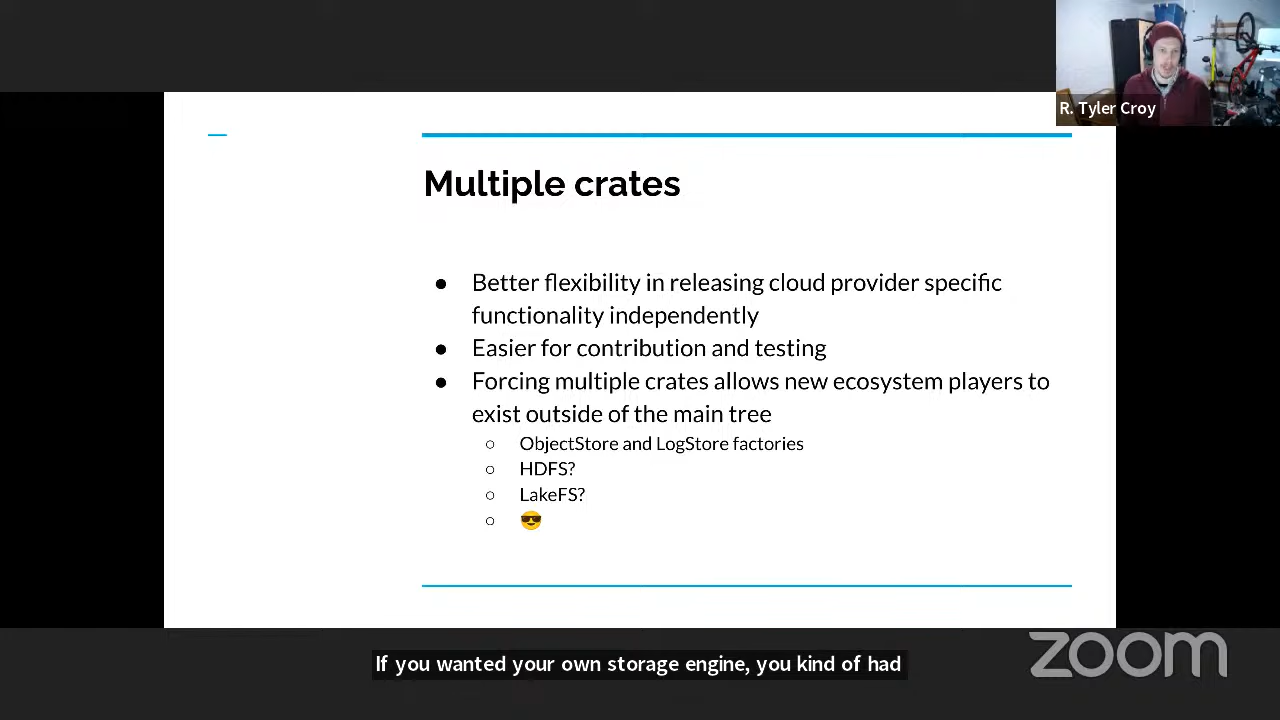 R. Tyler Croy
Multiple crates
● Better flexibility in releasing cloud provider specific
functionality independently
● Easier for contribution and testing
● Forcing multiple crates allows new ecosystem players to
exist outside of the main tree
○ ObjectStore and LogStore factories
○ HDFS?
○ LakeFS?
○ 😎
If you wanted your own storage engine, you kind of had
zoom